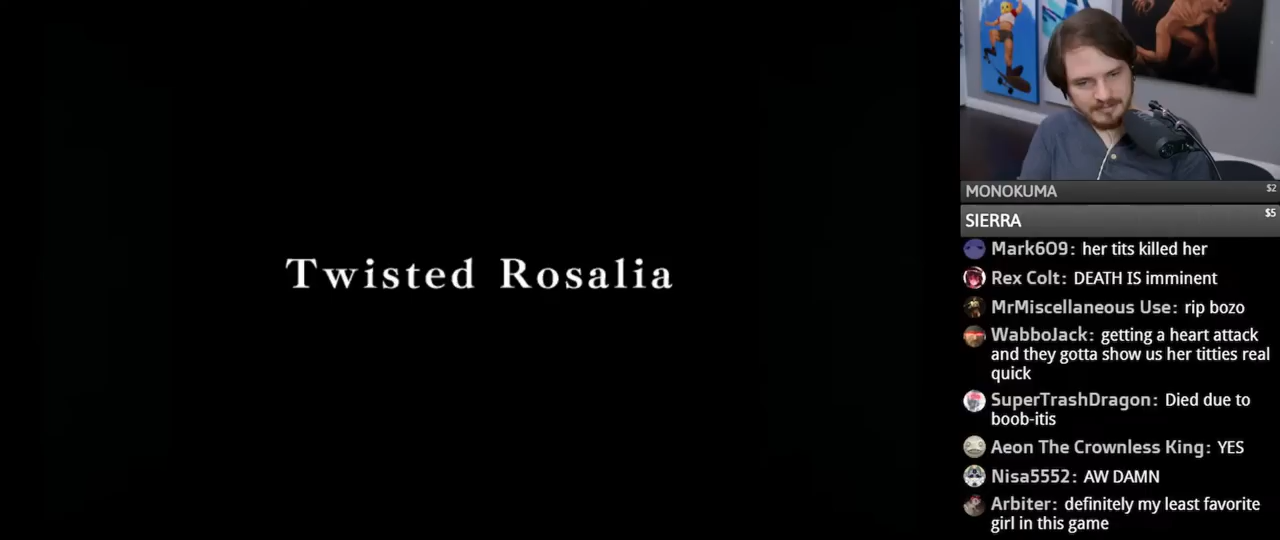 Twisted Rosalia
MONOKUMA $2
SIERRA $5
Mark609: her tits killed her
Rex Colt: DEATH IS imminent
MrMiscellaneous Use: rip bozo
WabboJack: getting a heart attack
and they gotta show us her titties real
quick
SuperTrashDragon: Died due to
boob-itis
Aeon The Crownless King: YES
Nisa5552: AW DAMN
Arbiter: definitely my least favorite
girl in this game